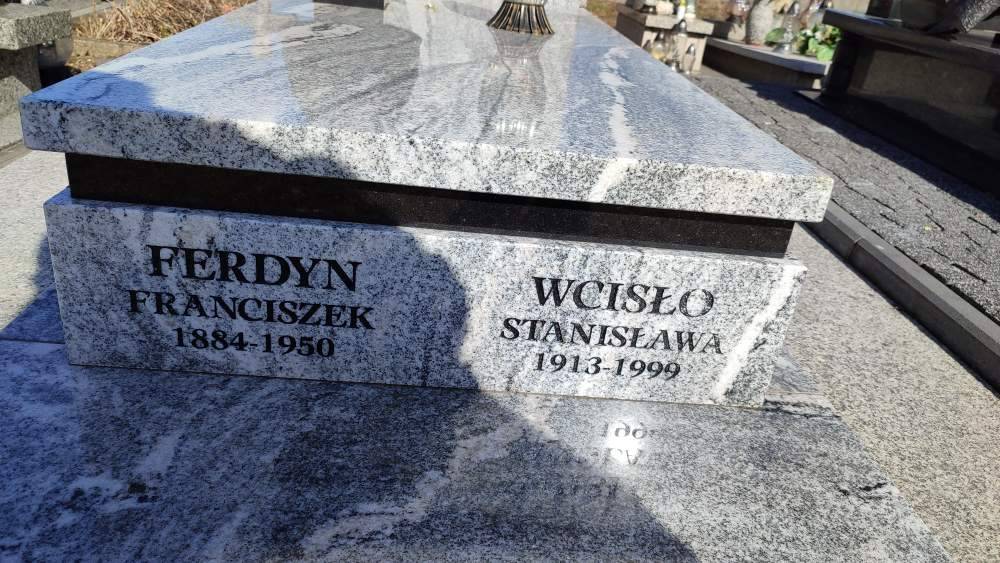 FERDYN
FRANCISZEK
1884-1950
WCISŁO
STANISŁAWA
1913-1999